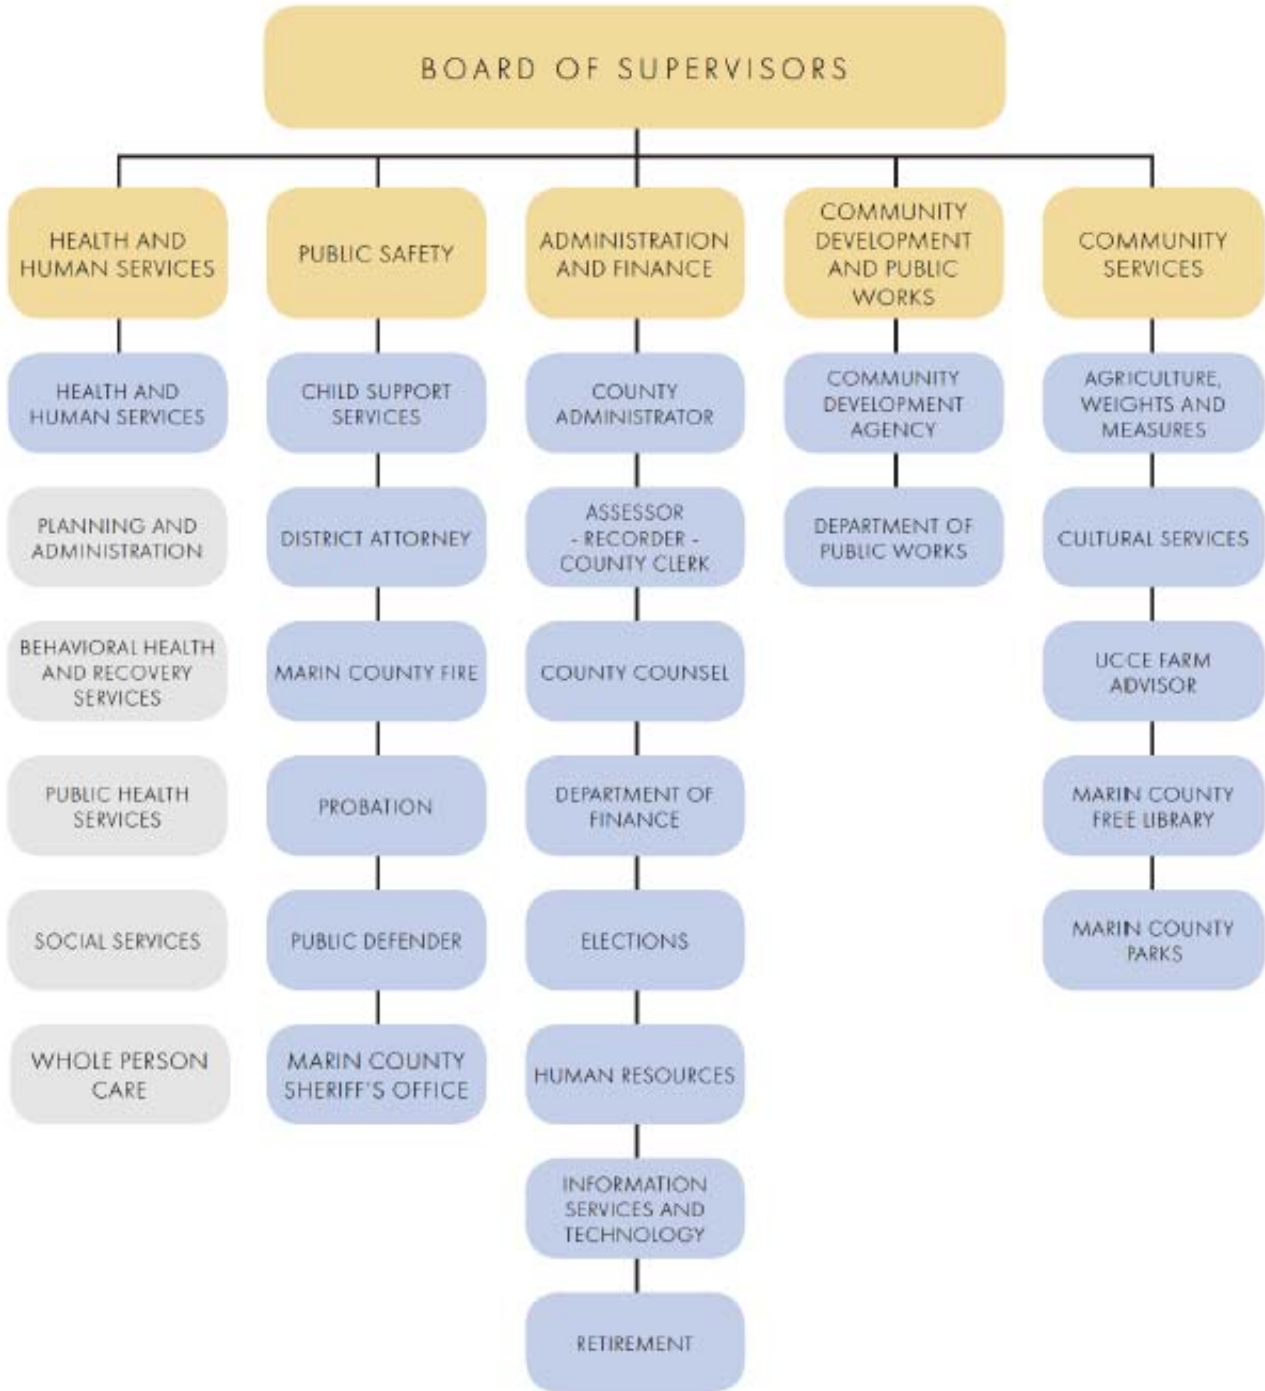 BOARD OF SUPERVISORS
HEALTH AND
HUMAN SERVICES
PUBLIC SAFETY
ADMINISTRATION
AND FINANCE
COMMUNITY
DEVELOPMENT
AND PUBLIC
WORKS
COMMUNITY
SERVICES
HEALTH AND
HUMAN SERVICES
PLANNING AND
ADMINISTRATION
BEHAVIORAL HEALTH
AND RECOVERY
SERVICES
PUBLIC HEALTH
SERVICES
SOCIAL SERVICES
WHOLE PERSON
CARE
CHILD SUPPORT
SERVICES
DISTRICT ATTORNEY
MARIN COUNTY FIRE
PROBATION
PUBLIC DEFENDER
MARIN COUNTY
SHERIFF'S OFFICE
COUNTY
ADMINISTRATOR
ASSESSOR
- RECORDER -
COUNTY CLERK
COUNTY COUNSEL
DEPARTMENT OF
FINANCE
ELECTIONS
HUMAN RESOURCES
INFORMATION
SERVICES AND
TECHNOLOGY
RETIREMENT
COMMUNITY
DEVELOPMENT
AGENCY
DEPARTMENT OF
PUBLIC WORKS
AGRICULTURE,
WEIGHTS AND
MEASURES
CULTURAL SERVICES
UCCE FARM
ADVISOR
MARIN COUNTY
FREE LIBRARY
MARIN COUNTY
PARKS